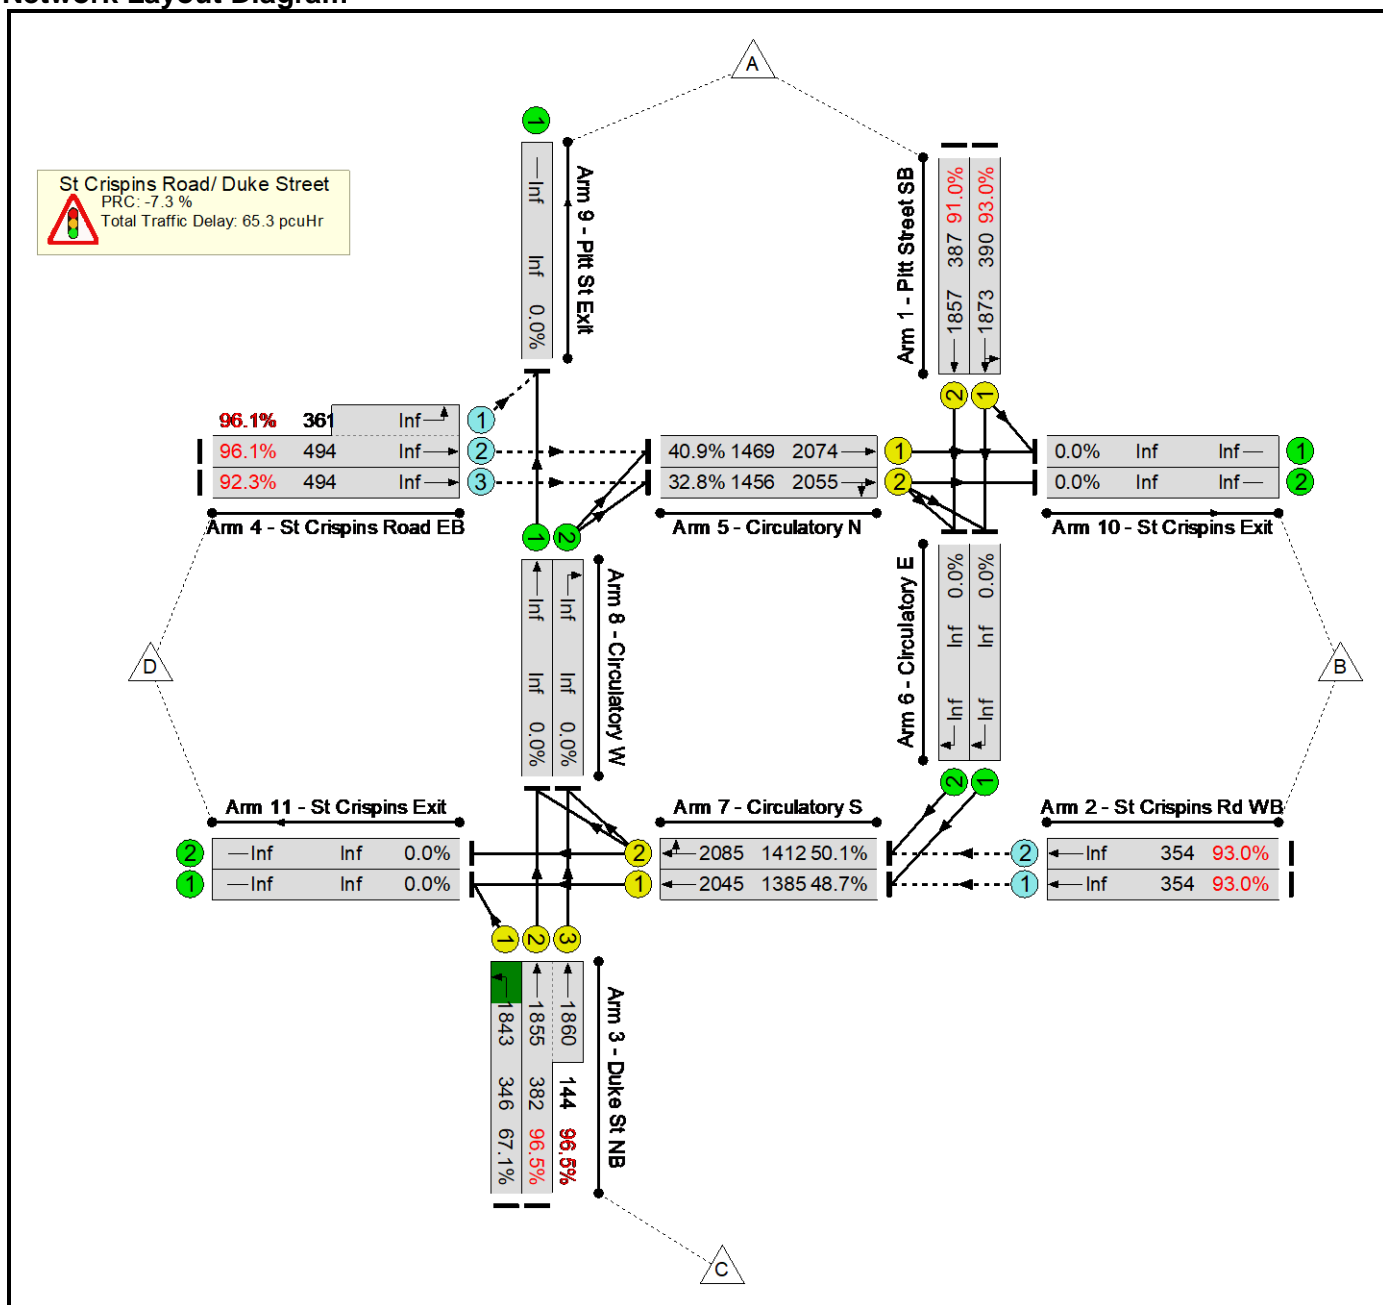 Network Layout Diagram
A
1
St Crispins Road/ Duke Street
PRC: -7.3 %
Total Traffic Delay: 65.3 pcuHr
Inf Inf 0.0%
Arm 9 - Pitt St Exit
Arm 1 - Pitt Street SB
1857 387 91.0%
1873 390 93.0%
2 1
96.1% 361 Inf 1
96.1% 494 Inf 2
92.3% 494 Inf 3
Arm 4 - St Crispins Road EB
40.9% 1469 2074 1
32.8% 1456 2055 2
Arm 5 - Circulatory N
0.0% Inf Inf 1
0.0% Inf Inf 2
Arm 10 - St Crispins Exit
1 2
Inf Inf 0.0%
Inf Inf 0.0%
Arm 8 - Circulatory W
Arm 6 - Circulatory E
Inf Inf 0.0%
Inf Inf 0.0%
2 1
D
B
Arm 11 - St Crispins Exit
2 Inf Inf 0.0%
1 Inf Inf 0.0%
Arm 7 - Circulatory S
2 2085 1412 50.1%
1 2045 1385 48.7%
Arm 2 - St Crispins Rd WB
2 Inf 354 93.0%
1 Inf 354 93.0%
1 2 3
1843 346 67.1%
1855 382 96.5%
1860 144 96.5%
Arm 3 - Duke St NB
C